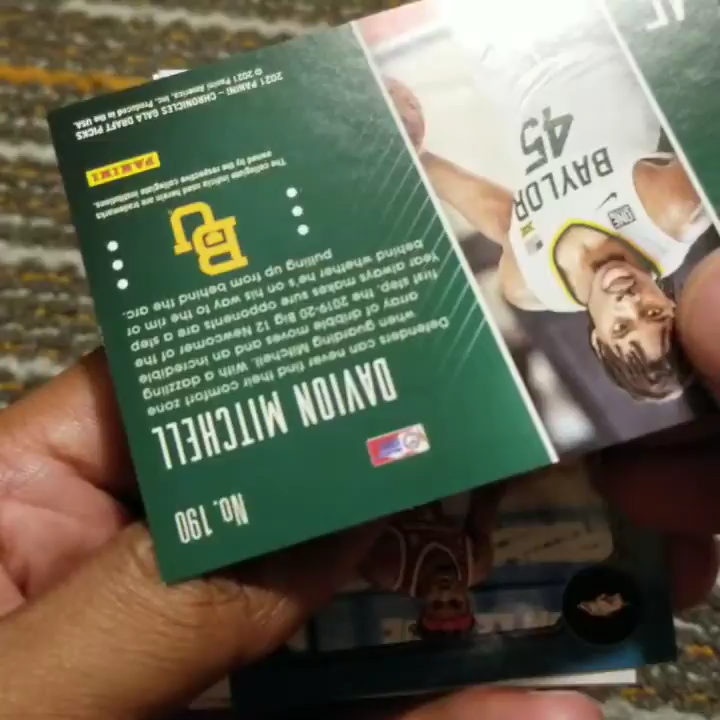 No. 190
DAVION MITCHELL
Defenders can never find their comfort zone
when guarding Mitchell. With a dazzling
array of dribble moves and an incredible
first step, the 2019-20 Big 12 Newcomer of the
Year always makes sure opponents are a step
behind whether he's on his way to the rim or
pulling up from behind the arc.
BU
The collegiate indicia used herein are trademarks
owned by the respective collegiate institutions.
PANINI
2021 PANINI – CHRONICLES GALA DRAFT PICKS
© 2021 Panini America, Inc. Produced in the USA.
BAYLOR
45